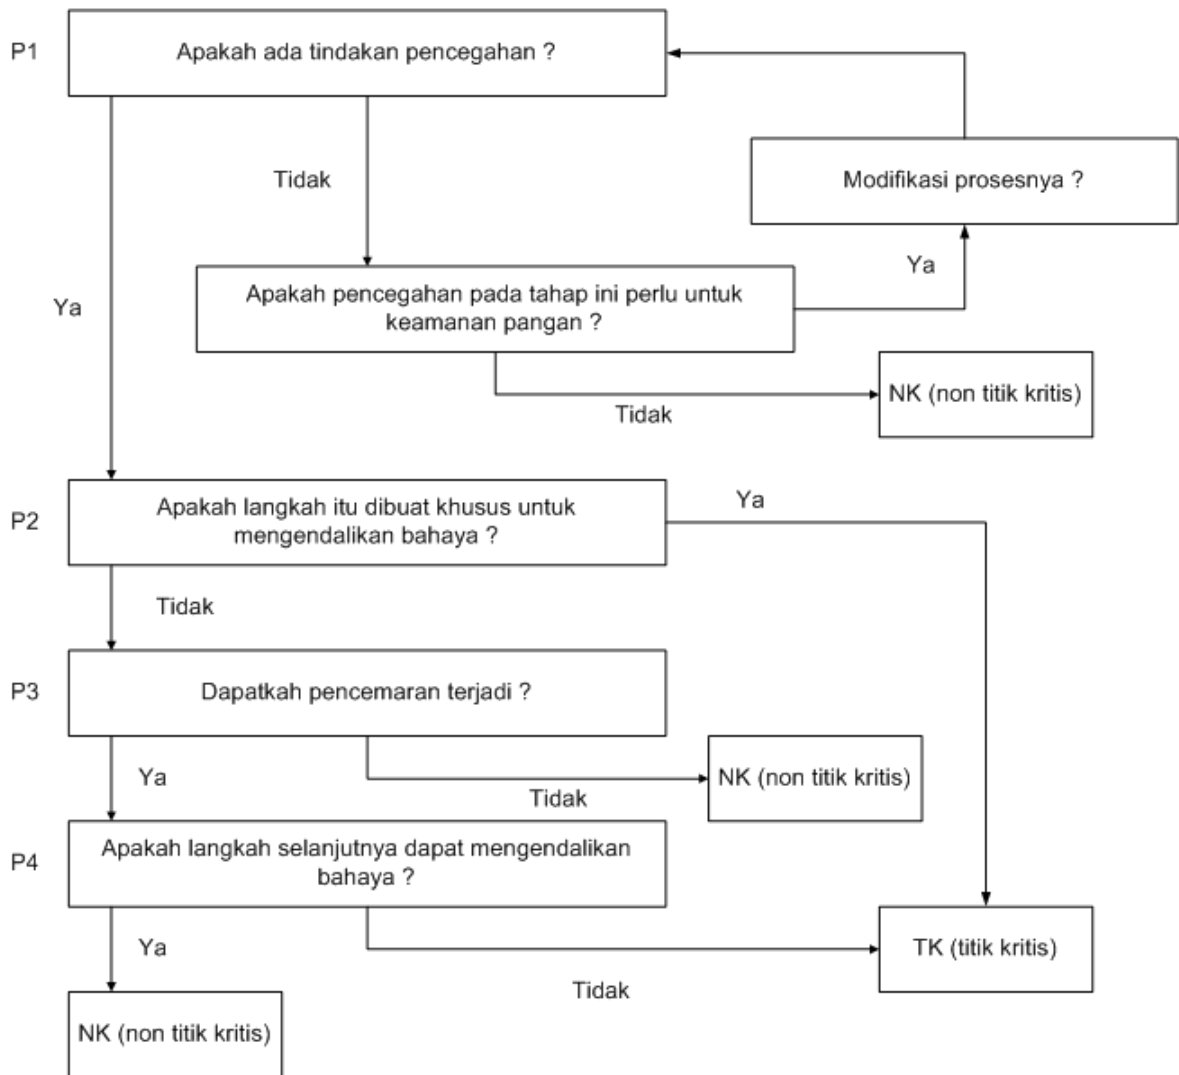 P1
Apakah ada tindakan pencegahan ?
Tidak
Modifikasi prosesnya ?
Ya
Ya
Apakah pencegahan pada tahap ini perlu untuk
keamanan pangan ?
NK (non titik kritis)
Tidak
P2
Apakah langkah itu dibuat khusus untuk
mengendalikan bahaya ?
Ya
Tidak
P3
Dapatkah pencemaran terjadi ?
Ya
Tidak
NK (non titik kritis)
P4
Apakah langkah selanjutnya dapat mengendalikan
bahaya ?
Ya
Tidak
TK (titik kritis)
NK (non titik kritis)